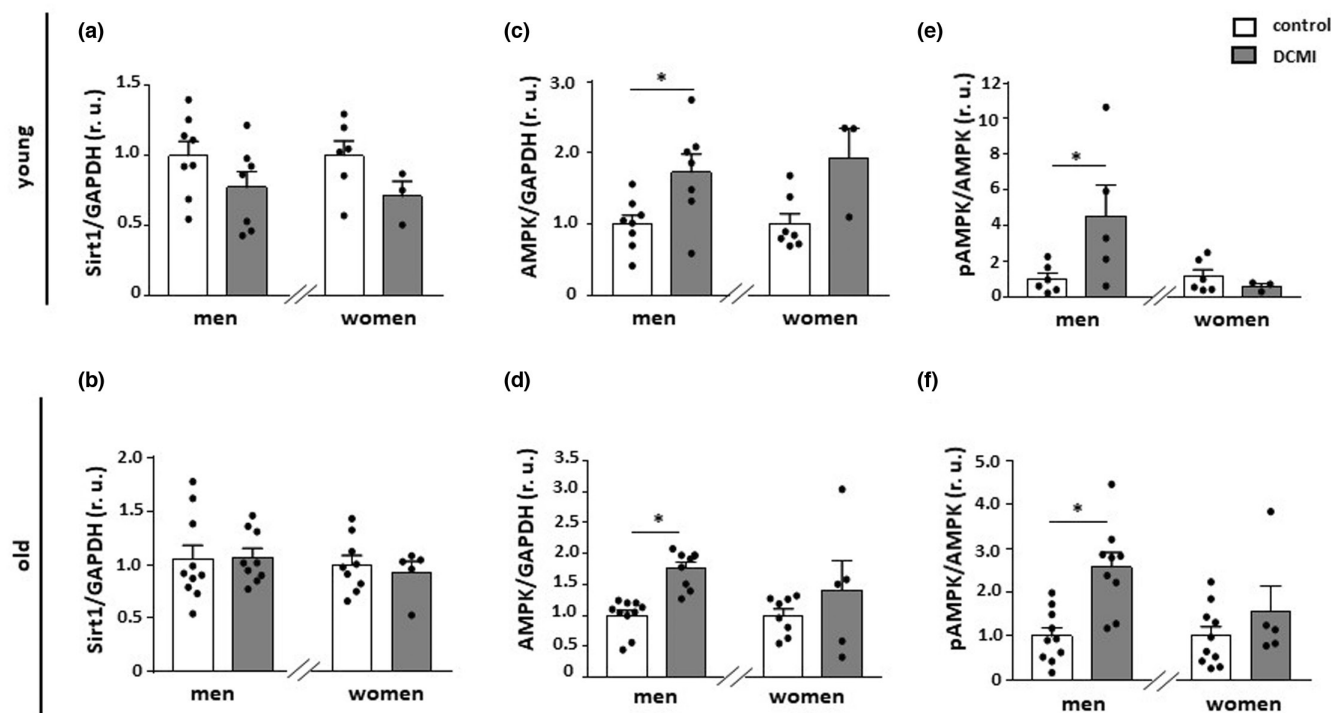 control
DCMI
young
(a)
Sirt1/GAPDH (r. u.)
1.5
1.0
0.5
0
men
women
(c)
AMPK/GAPDH (r. u.)
3.0
2.0
1.0
0
*
men
women
(e)
pAMPK/AMPK (r. u.)
12
10
8
6
4
2
0
*
men
women
old
(b)
Sirt1/GAPDH (r. u.)
2.0
1.5
1.0
0.5
0
men
women
(d)
AMPK/GAPDH (r. u.)
3.5
3.0
2.5
2.0
1.5
1.0
0.5
0
*
men
women
(f)
pAMPK/AMPK (r. u.)
5.0
4.0
3.0
2.0
1.0
0
*
men
women